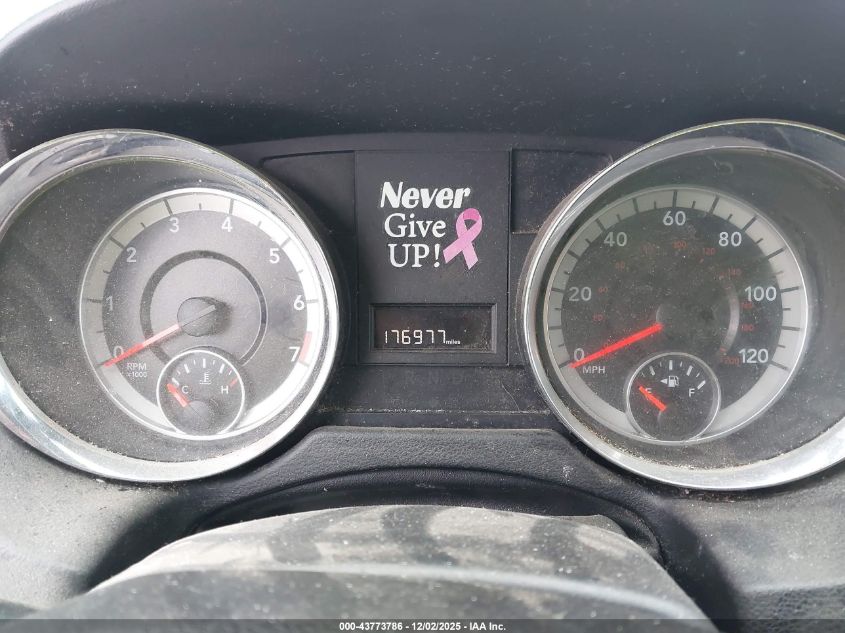 Never
Give
UP!
176977 miles
0 1 2 3 4 5 6 7
RPM
×1000
C H
0 20 40 60 80 100 120
MPH
E F
000-43773786 - 12/02/2025 - IAA Inc.